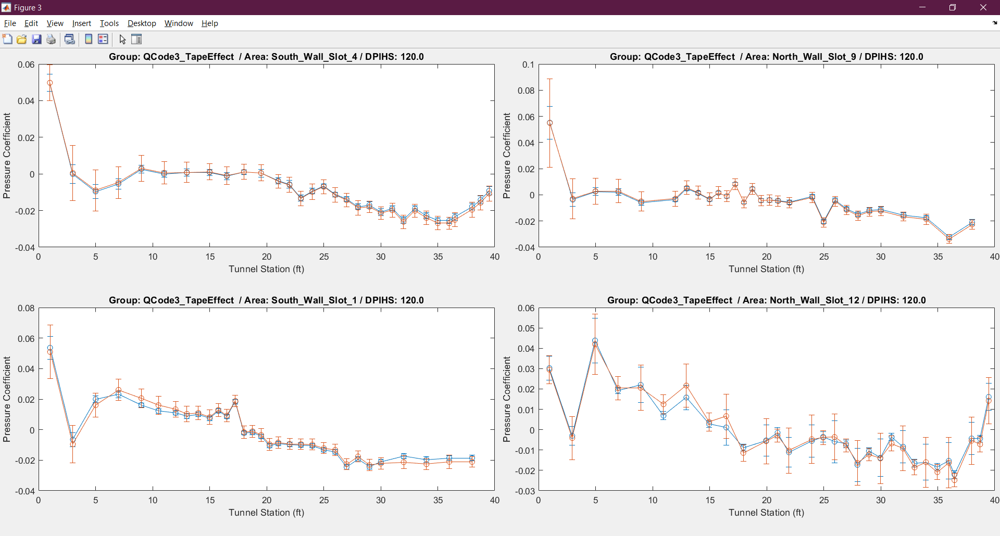 Figure 3
File Edit View Insert Tools Desktop Window Help
Group: QCode3_TapeEffect / Area: South_Wall_Slot_4 / DPIHS: 120.0
0.06
0.04
0.02
0
-0.02
-0.04
Pressure Coefficient
0 5 10 15 20 25 30 35 40
Tunnel Station (ft)
Group: QCode3_TapeEffect / Area: North_Wall_Slot_9 / DPIHS: 120.0
0.1
0.08
0.06
0.04
0.02
0
-0.02
-0.04
Pressure Coefficient
0 5 10 15 20 25 30 35 40
Tunnel Station (ft)
Group: QCode3_TapeEffect / Area: South_Wall_Slot_1 / DPIHS: 120.0
0.08
0.06
0.04
0.02
0
-0.02
-0.04
Pressure Coefficient
0 5 10 15 20 25 30 35 40
Tunnel Station (ft)
Group: QCode3_TapeEffect / Area: North_Wall_Slot_12 / DPIHS: 120.0
0.06
0.05
0.04
0.03
0.02
0.01
0
-0.01
-0.02
-0.03
Pressure Coefficient
0 5 10 15 20 25 30 35 40
Tunnel Station (ft)